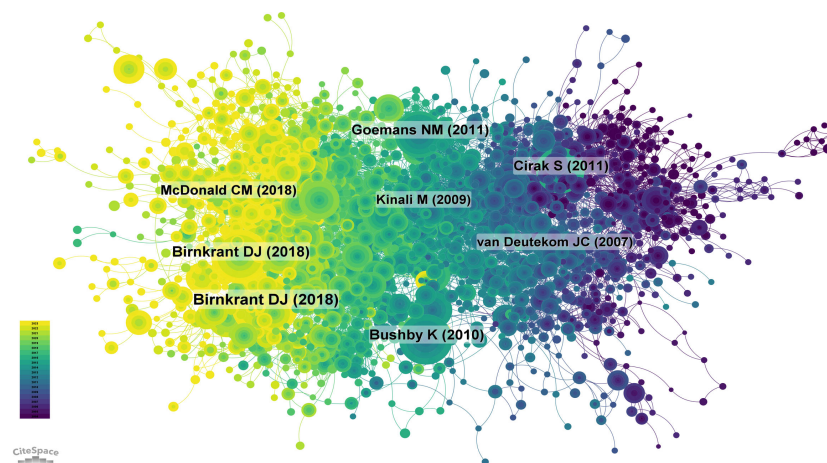 Goemans NM (2011)
Cirak S (2011)
McDonald CM (2018)
Kinali M (2009)
van Deutekom JC (2007)
Birnkrant DJ (2018)
Birnkrant DJ (2018)
Bushby K (2010)
CiteSpace